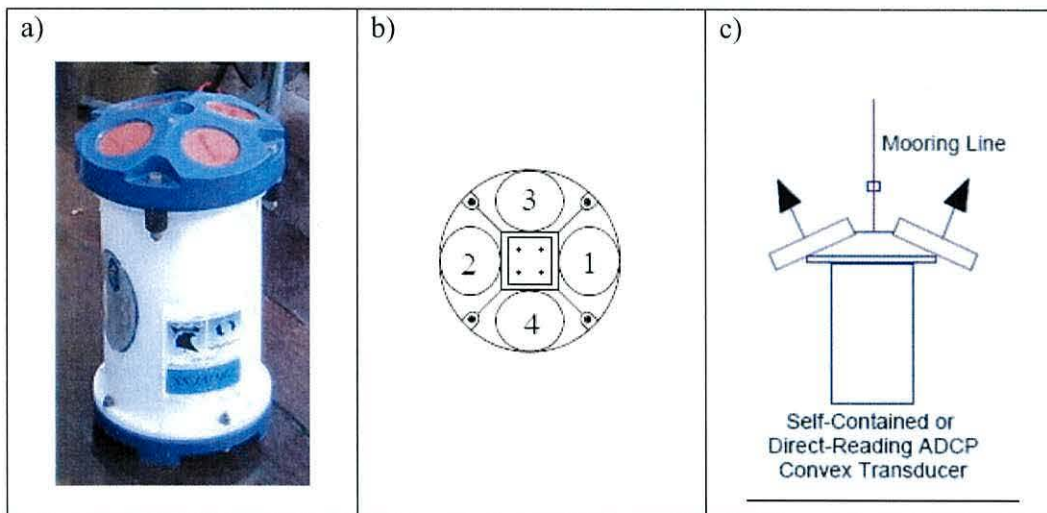 a)
b)
c)
3
2
1
4
Mooring Line
Self-Contained or
Direct-Reading ADCP
Convex Transducer